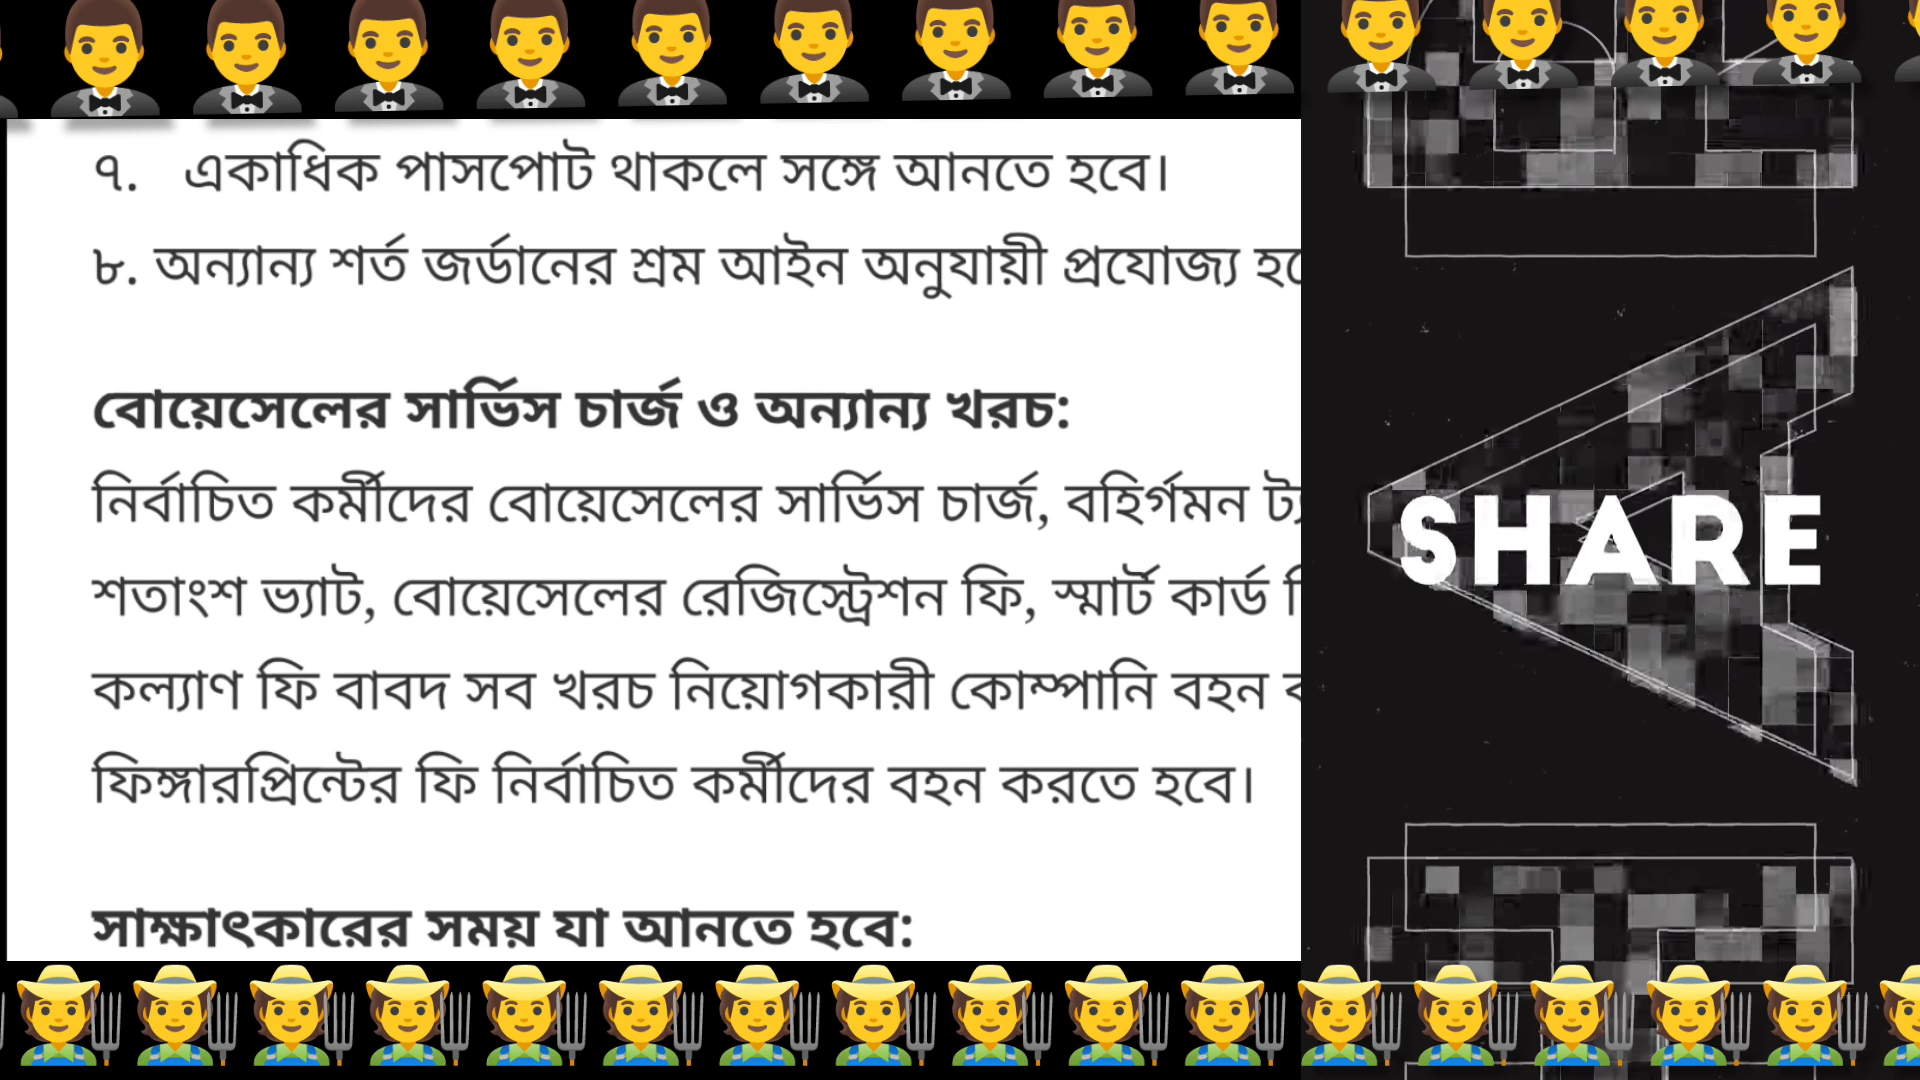 ৭. একাধিক পাসপোর্ট থাকলে সঙ্গে আনতে হবে।
৮. অন্যান্য শর্ত জর্ডানের শ্রম আইন অনুযায়ী প্রযোজ্য
বোয়েসেলের সার্ভিস চার্জ ও অন্যান্য খরচ:
নির্বাচিত কর্মীদের বোয়েসেলের সার্ভিস চার্জ, বহির্গমন
শতাংশ ভ্যাট, বোয়েসেলের রেজিস্ট্রেশন ফি, স্মার্ট কার্ড
কল্যাণ ফি বাবদ সব খরচ নিয়োগকারী কোম্পানি বহন
ফিঙ্গারপ্রিন্টের ফি নির্বাচিত কর্মীদের বহন করতে হবে।
সাক্ষাৎকারের সময় যা আনতে হবে:
SHARE